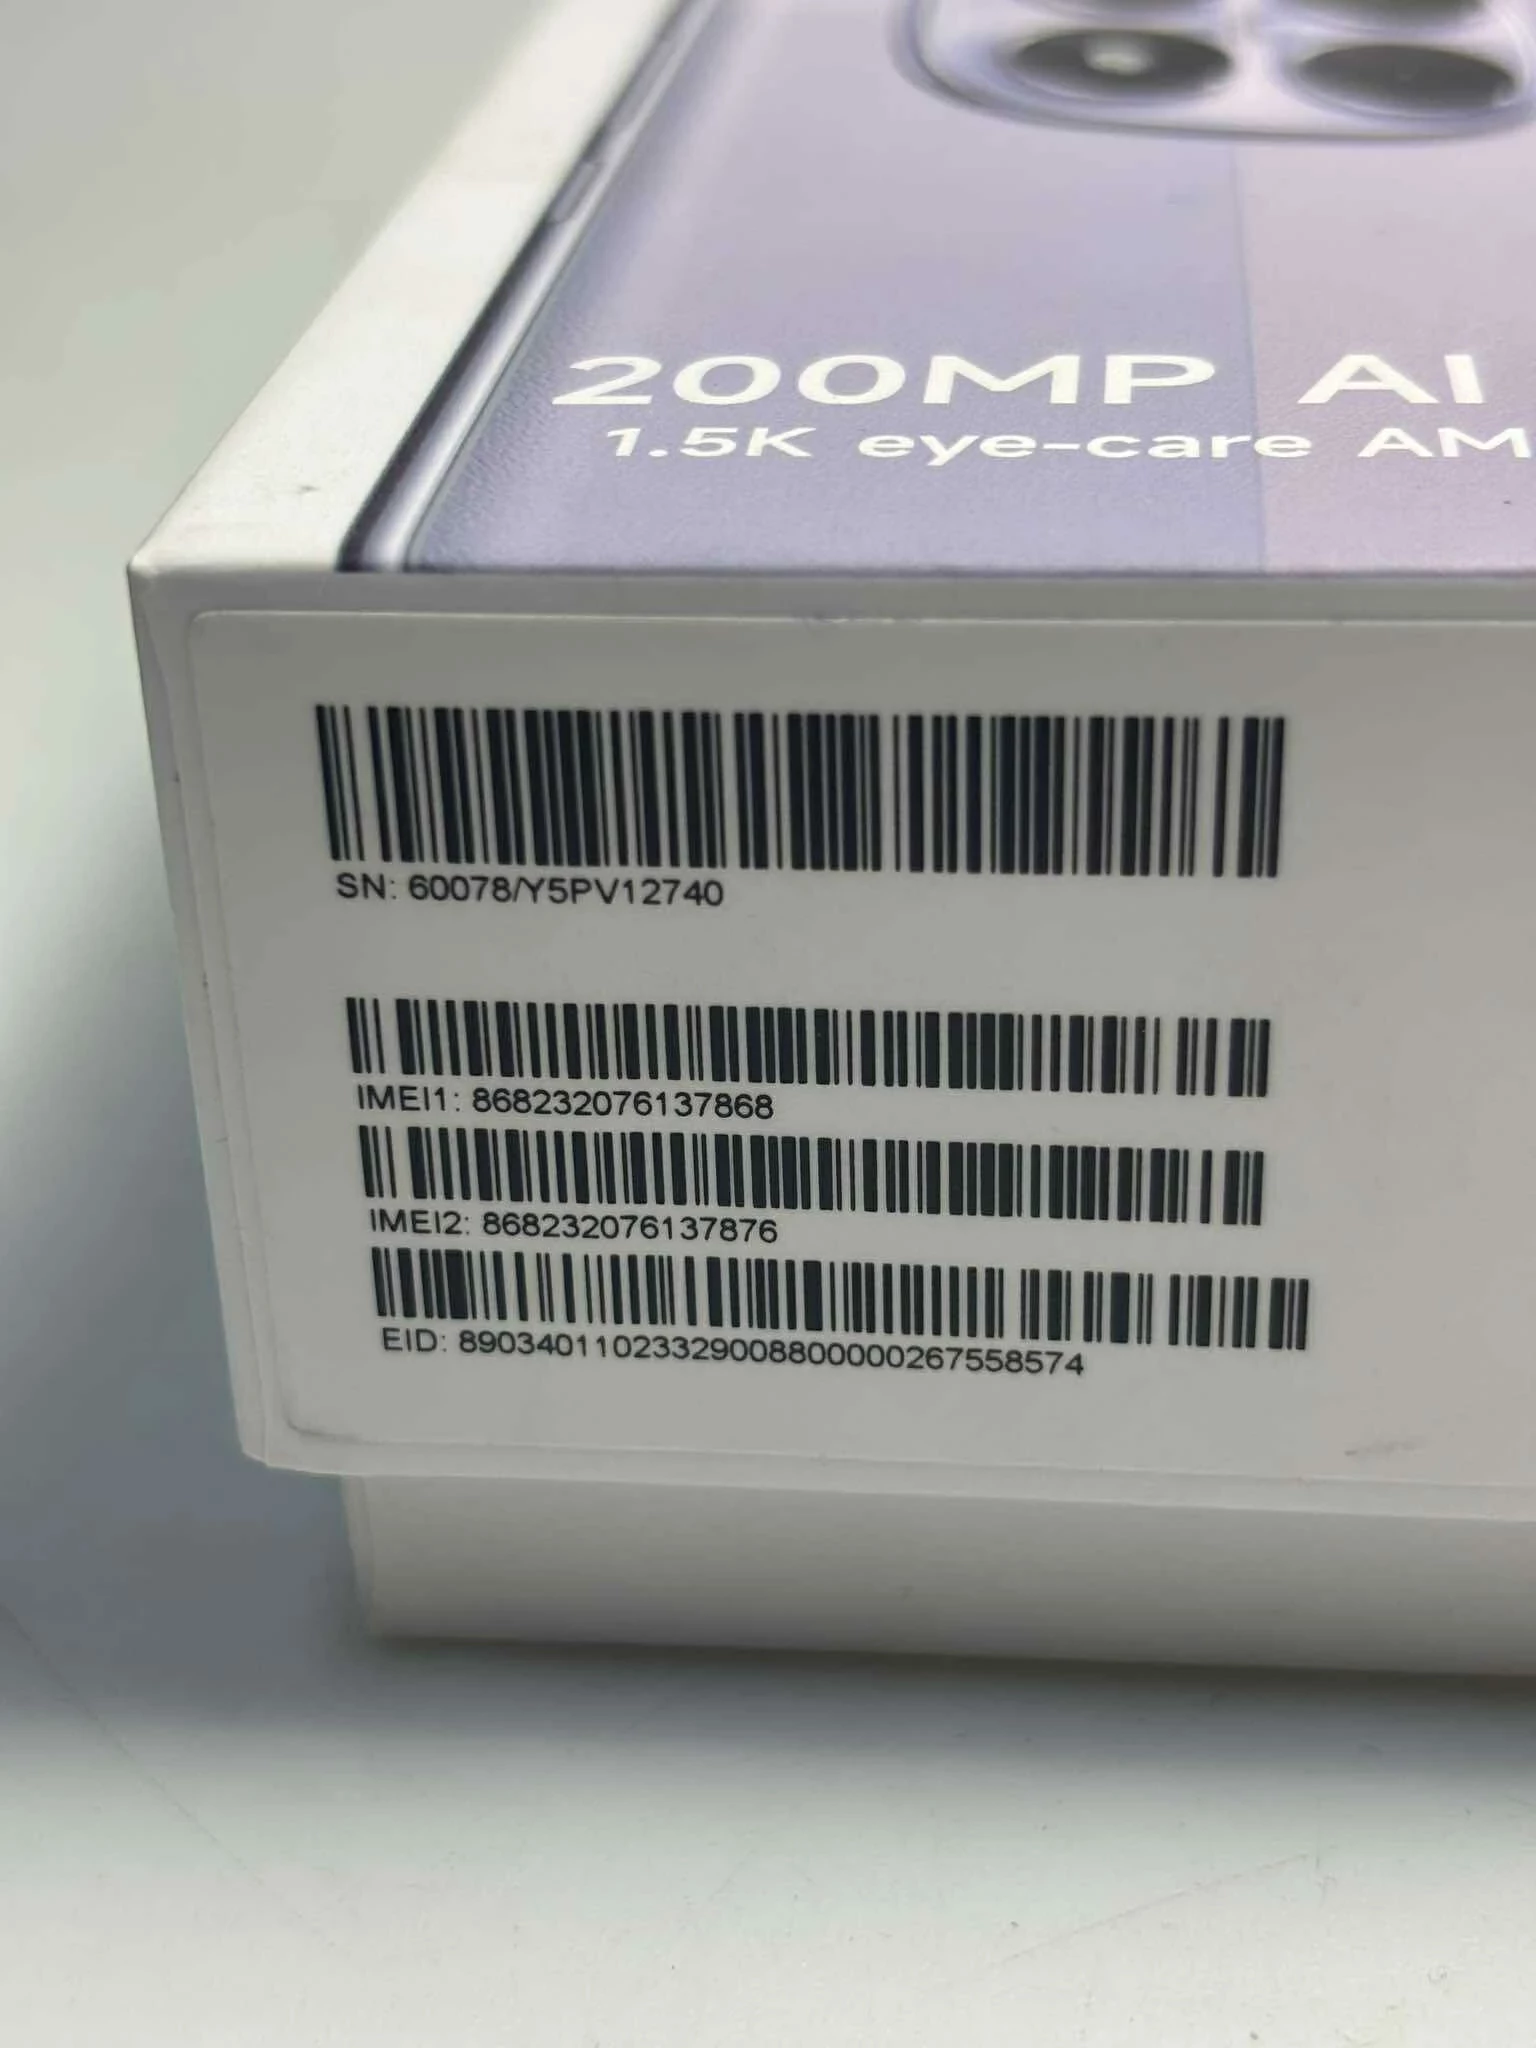 200MP AI
1.5K eye-care AM
SN: 60078/Y5PV12740
IMEI1: 868232076137868
IMEI2: 868232076137876
EID: 89034011023329008800000267558574